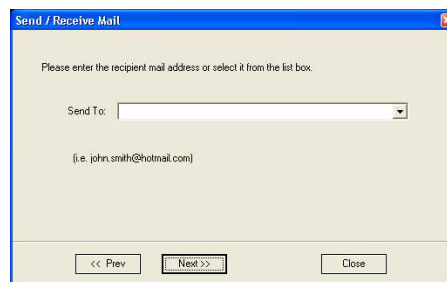 Send / Receive Mail
Please enter the recipient mail address or select it from the list box.
Send To:
(i.e. john.smith@hotmail.com)
<< Prev
Next >>
Close